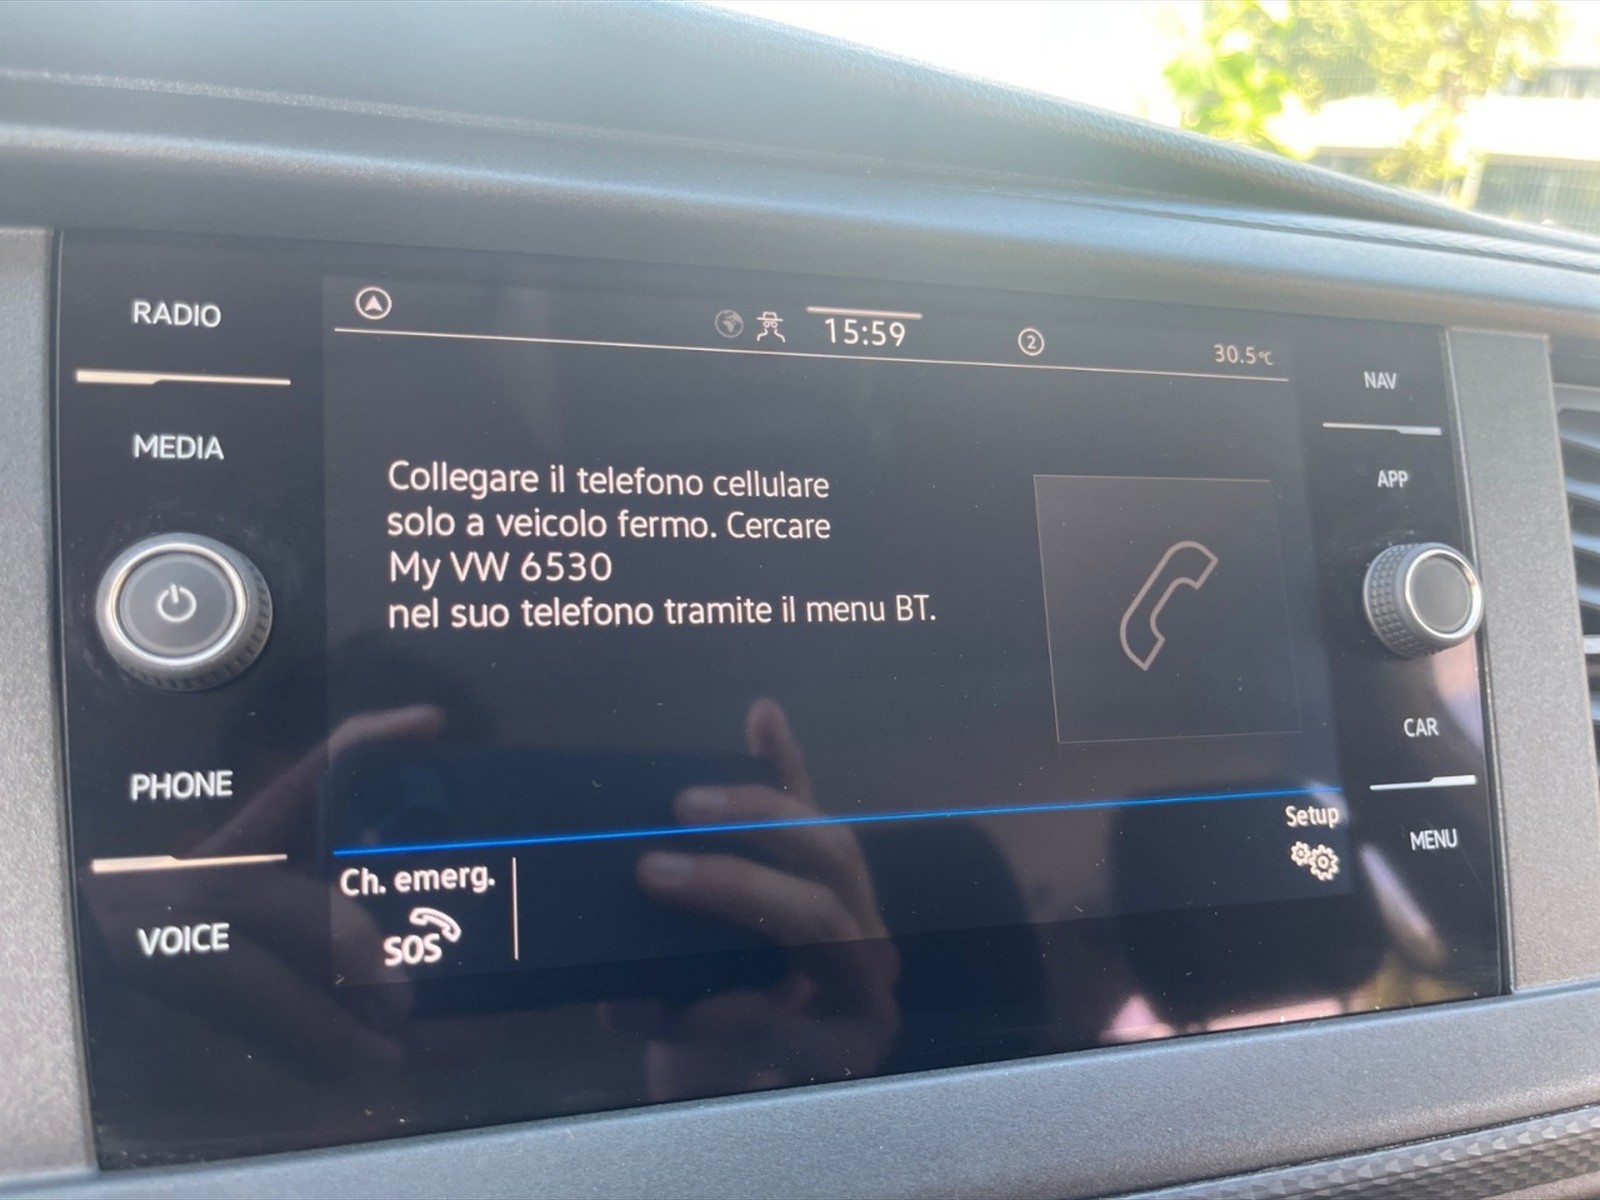 RADIO
MEDIA
PHONE
VOICE
15:59
2
30.5°C
Collegare il telefono cellulare
solo a veicolo fermo. Cercare
My VW 6530
nel suo telefono tramite il menu BT.
Ch. emerg.
SOS
Setup
NAV
APP
CAR
MENU